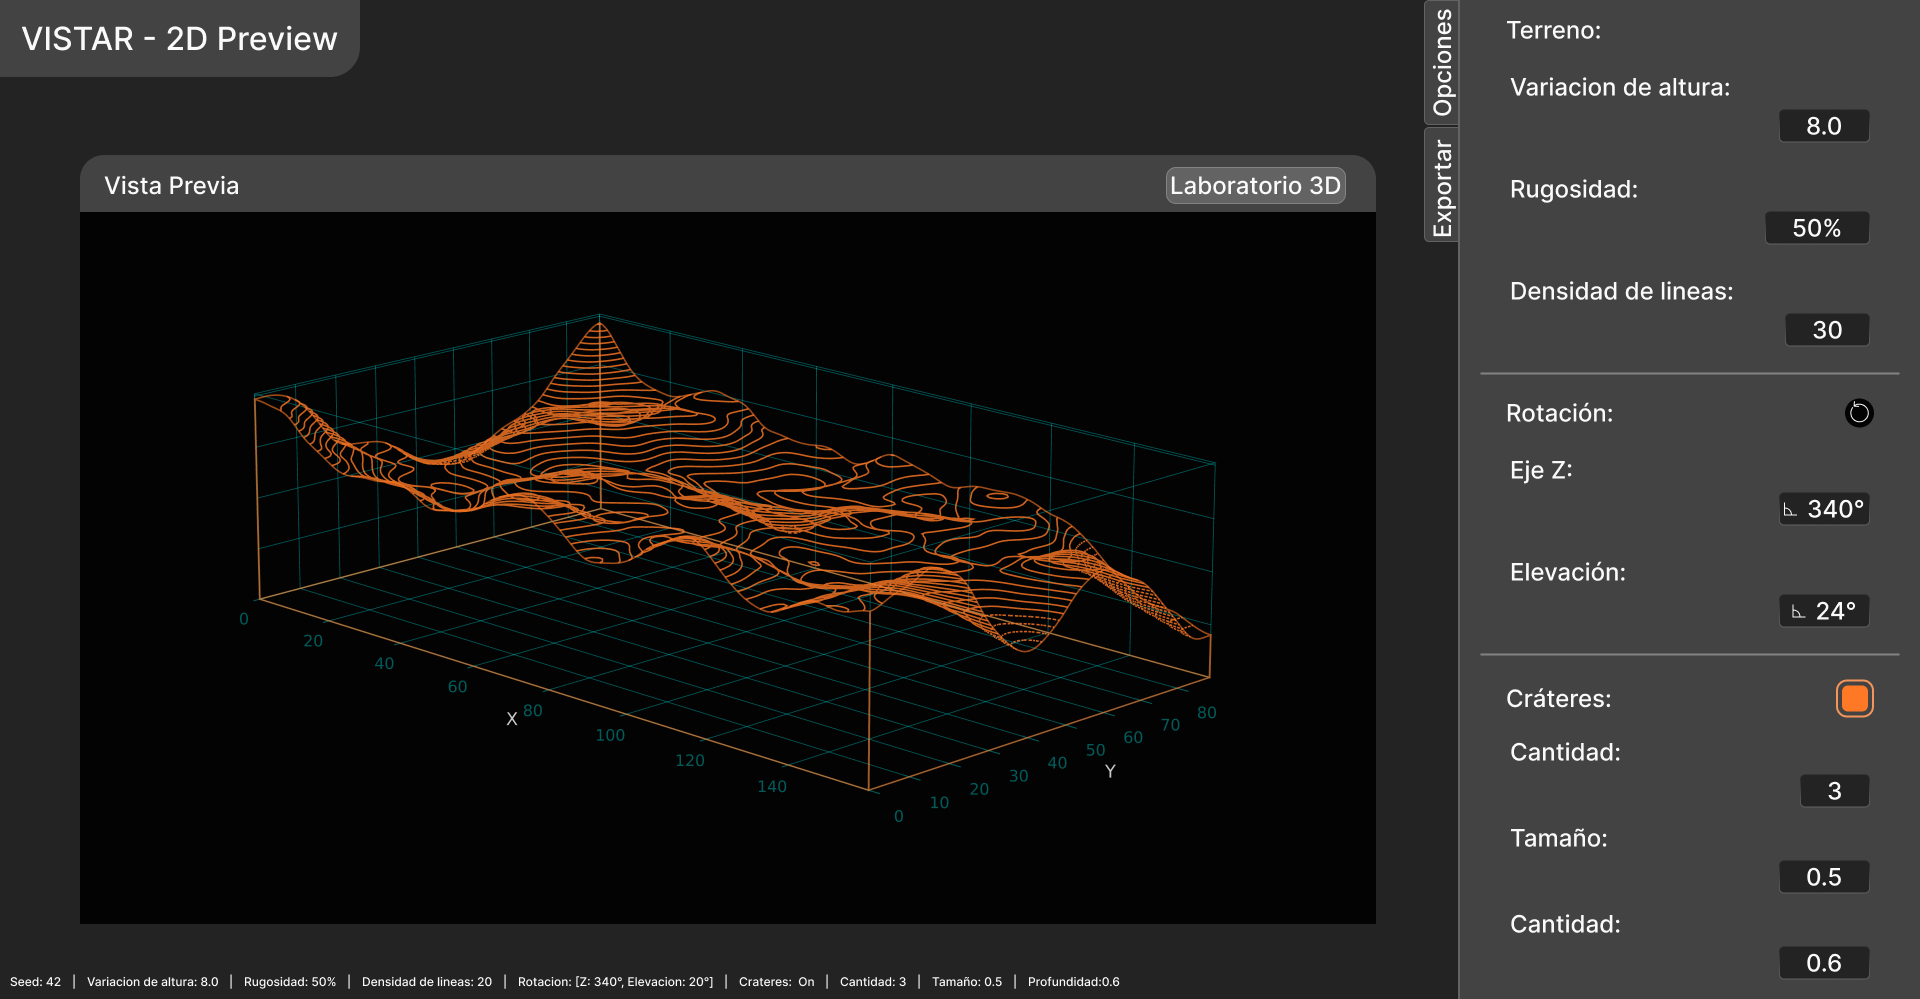 VISTAR - 2D Preview
Vista Previa
Laboratorio 3D
0
20
40
60
80
100
120
140
X
0
10
20
30
40
50
60
70
80
Y
Opciones
Exportar
Terreno:
Variacion de altura:
8.0
Rugosidad:
50%
Densidad de lineas:
30
Rotación:
Eje Z:
340°
Elevación:
24°
Cráteres:
Cantidad:
3
Tamaño:
0.5
Cantidad:
0.6
Seed: 42 | Variacion de altura: 8.0 | Rugosidad: 50% | Densidad de lineas: 20 | Rotacion: [Z: 340°, Elevacion: 20°] | Crateres: On | Cantidad: 3 | Tamaño: 0.5 | Profundidad:0.6